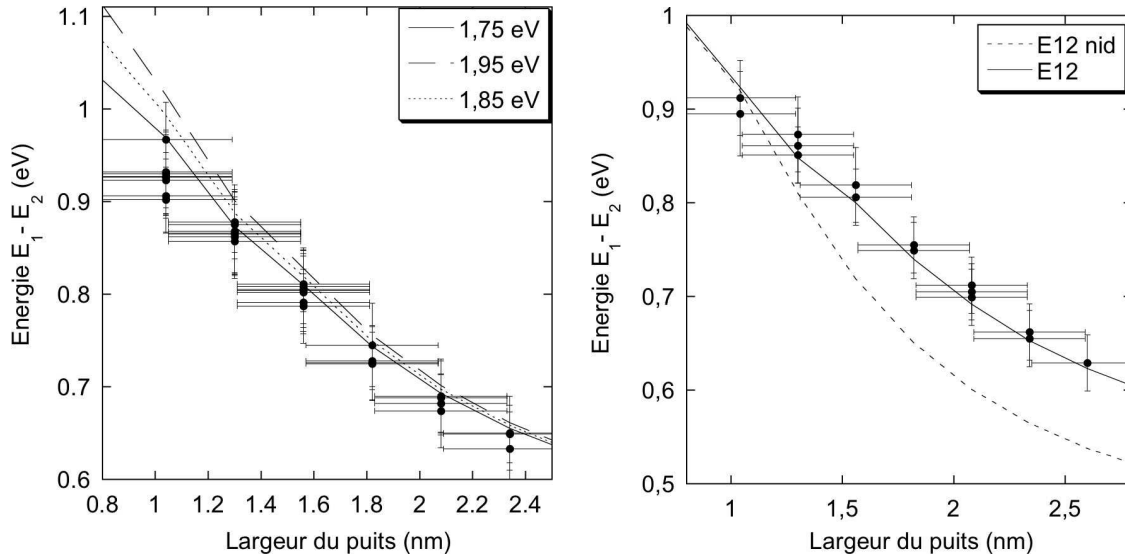 1.1
1
0.9
0.8
0.7
0.6
Energie E₁- E₂ (eV)
0.8 1 1.2 1.4 1.6 1.8 2 2.2 2.4
Largeur du puits (nm)
1,75 eV
1,95 eV
1,85 eV
1
0,9
0,8
0,7
0,6
0,5
Energie E₁- E₂ (eV)
1 1,5 2 2,5
Largeur du puits (nm)
E12 nid
E12